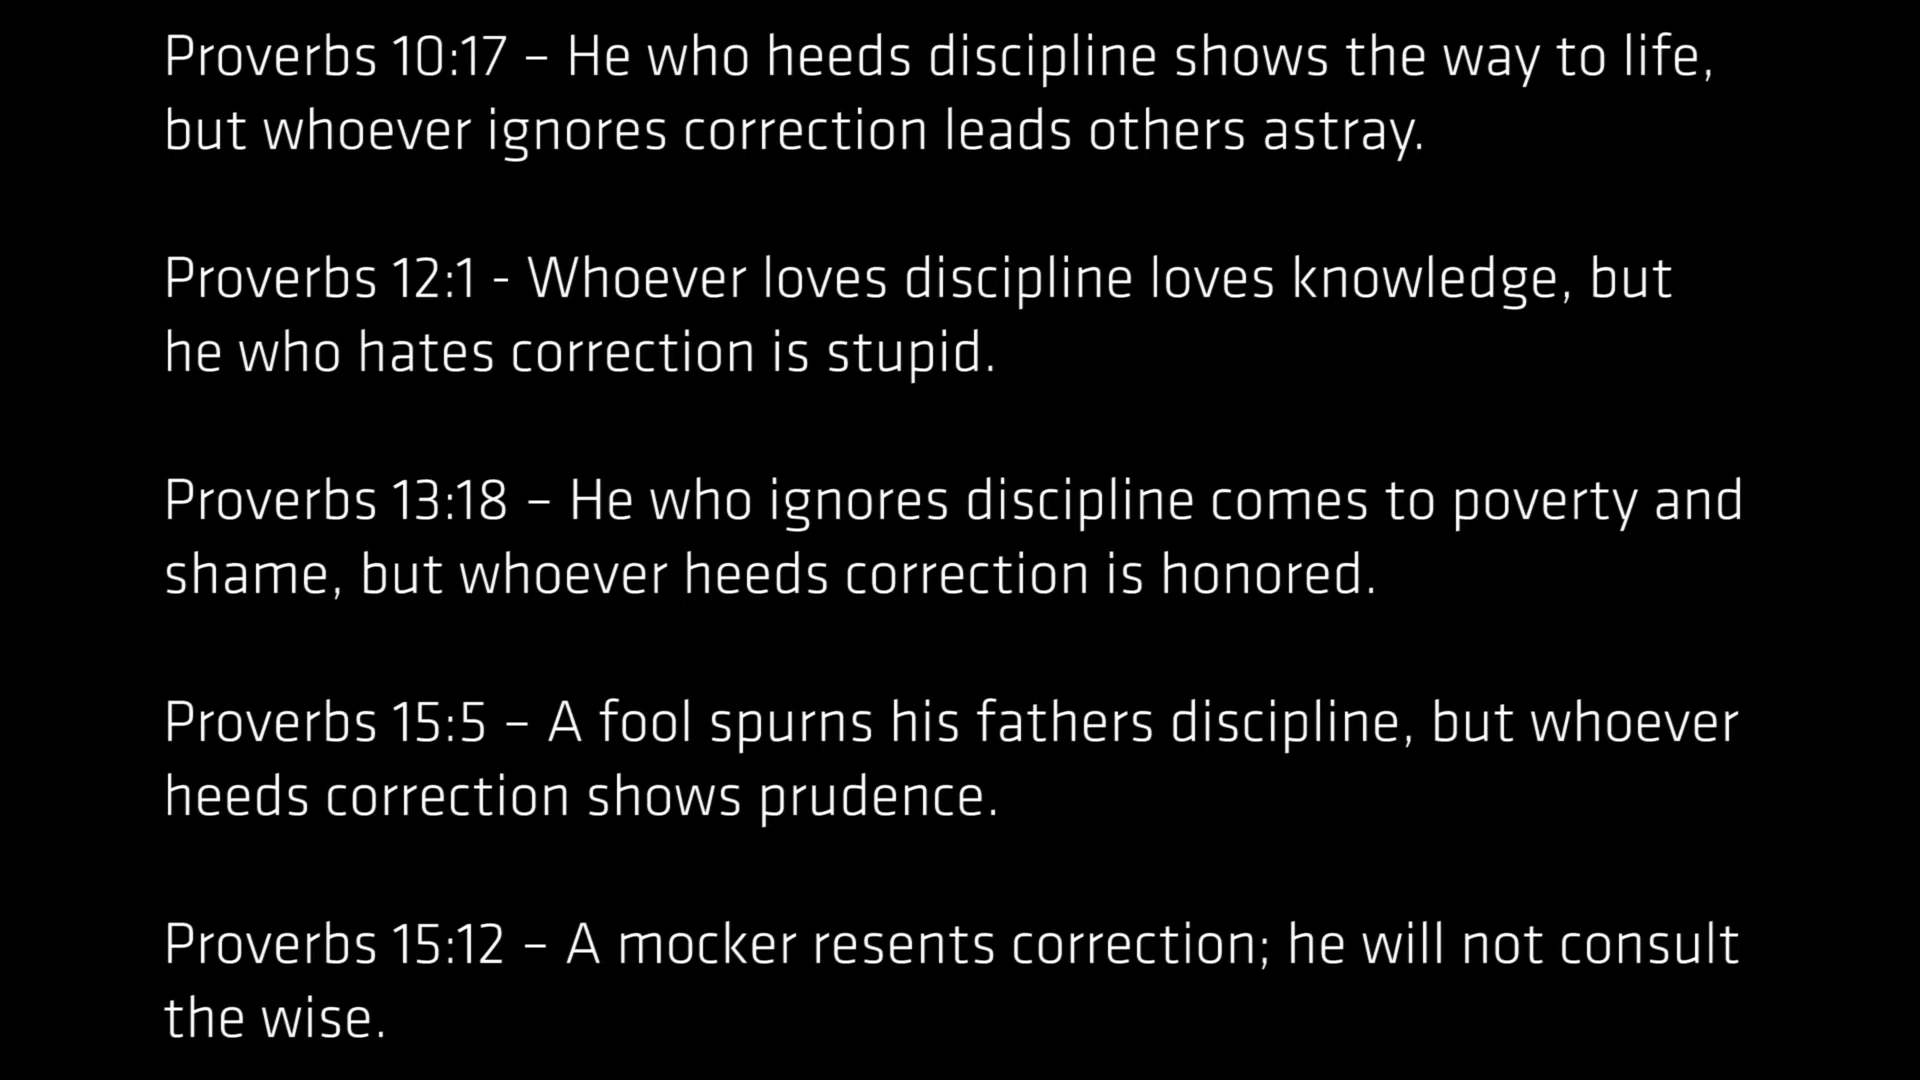 Proverbs 10:17 – He who heeds discipline shows the way to life,
but whoever ignores correction leads others astray.
Proverbs 12:1 - Whoever loves discipline loves knowledge, but
he who hates correction is stupid.
Proverbs 13:18 – He who ignores discipline comes to poverty and
shame, but whoever heeds correction is honored.
Proverbs 15:5 – A fool spurns his fathers discipline, but whoever
heeds correction shows prudence.
Proverbs 15:12 – A mocker resents correction; he will not consult
the wise.